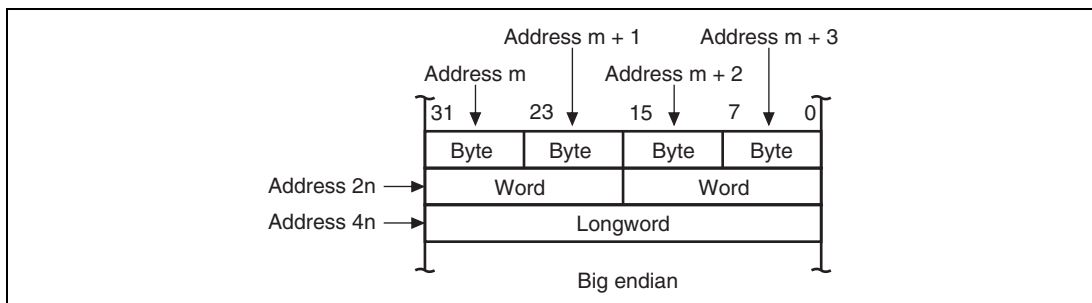 Address m + 1 Address m + 3
Address m Address m + 2
31 23 15 7 0
Byte Byte Byte Byte
Address 2n Word Word
Address 4n Longword
Big endian